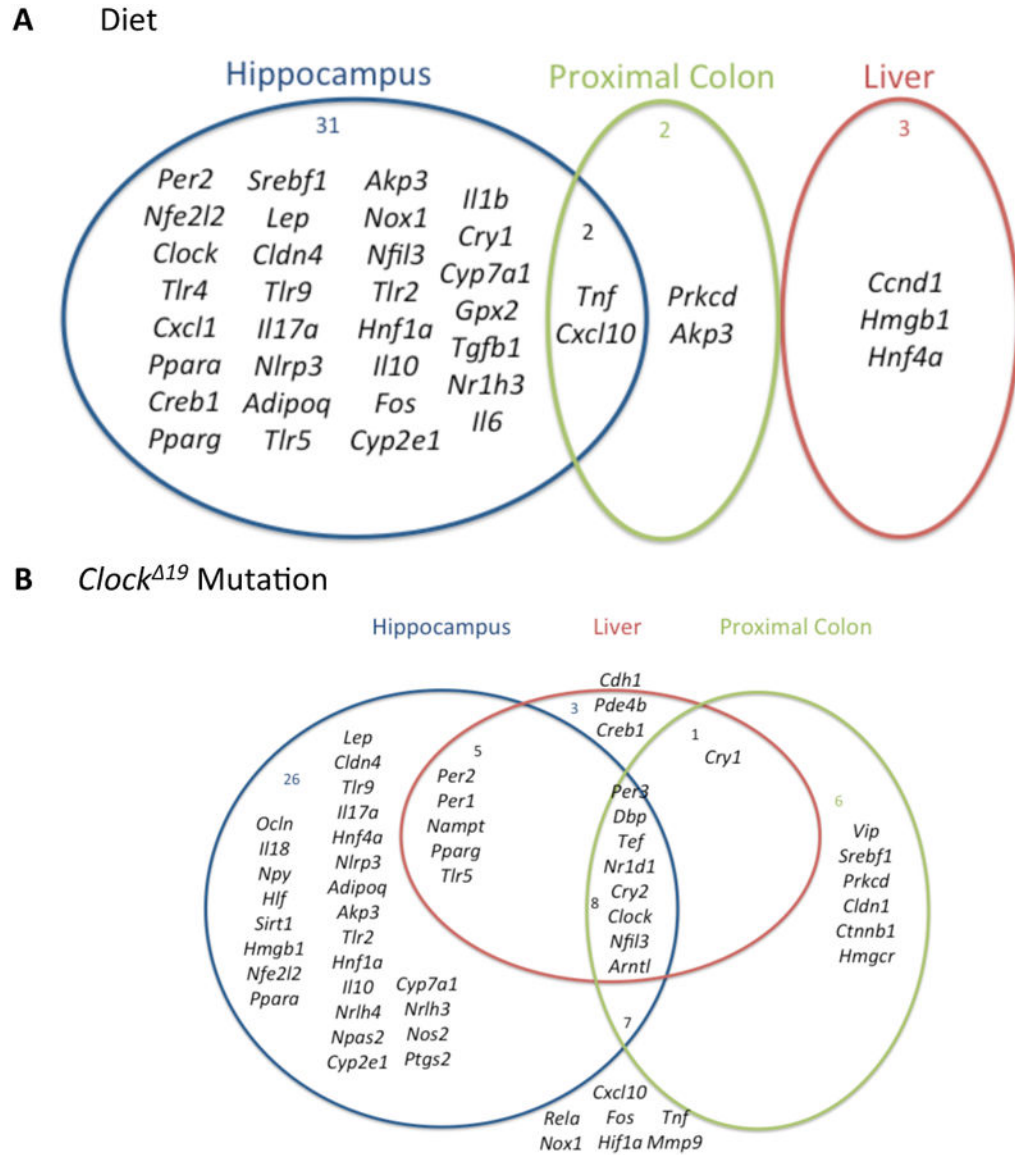 A Diet
Hippocampus Proximal Colon Liver
31 2 3
Per2 Srebf1 Akp3 Il1b
Nfe2l2 Lep Nox1 Cry1
Clock Cldn4 Nfil3 Cyp7a1
Tlr4 Tlr9 Tlr2 Gpx2
Cxcl1 Il17a Hnf1a Tgfb1
Ppara Nlrp3 Il10 Nr1h3
Creb1 Adipoq Fos Il6
Pparg Tlr5 Cyp2e1
2
Tnf
Cxcl10
Prkcd
Akp3
Ccnd1
Hmgb1
Hnf4a
B Clock^Δ19 Mutation
Hippocampus Liver Proximal Colon
26
Ocln
Il18
Npy
Hlf
Sirt1
Hmgb1
Nfe2l2
Ppara
Lep
Cldn4
Tlr9
Il17a
Hnf4a
Nlrp3
Adipoq
Akp3
Tlr2
Hnf1a
Il10
Nrlh4
Npas2
Cyp2e1
Cyp7a1
Nrlh3
Nos2
Ptgs2
5
Per2
Per1
Nampt
Pparg
Tlr5
3
Cdh1
Pde4b
Creb1
1
Cry1
8
Per3
Dbp
Tef
Nr1d1
Cry2
Clock
Nfil3
Arntl
6
Vip
Srebf1
Prkcd
Cldn1
Ctnnb1
Hmgcr
7
Cxcl10
Rela Fos Tnf
Nox1 Hif1a Mmp9